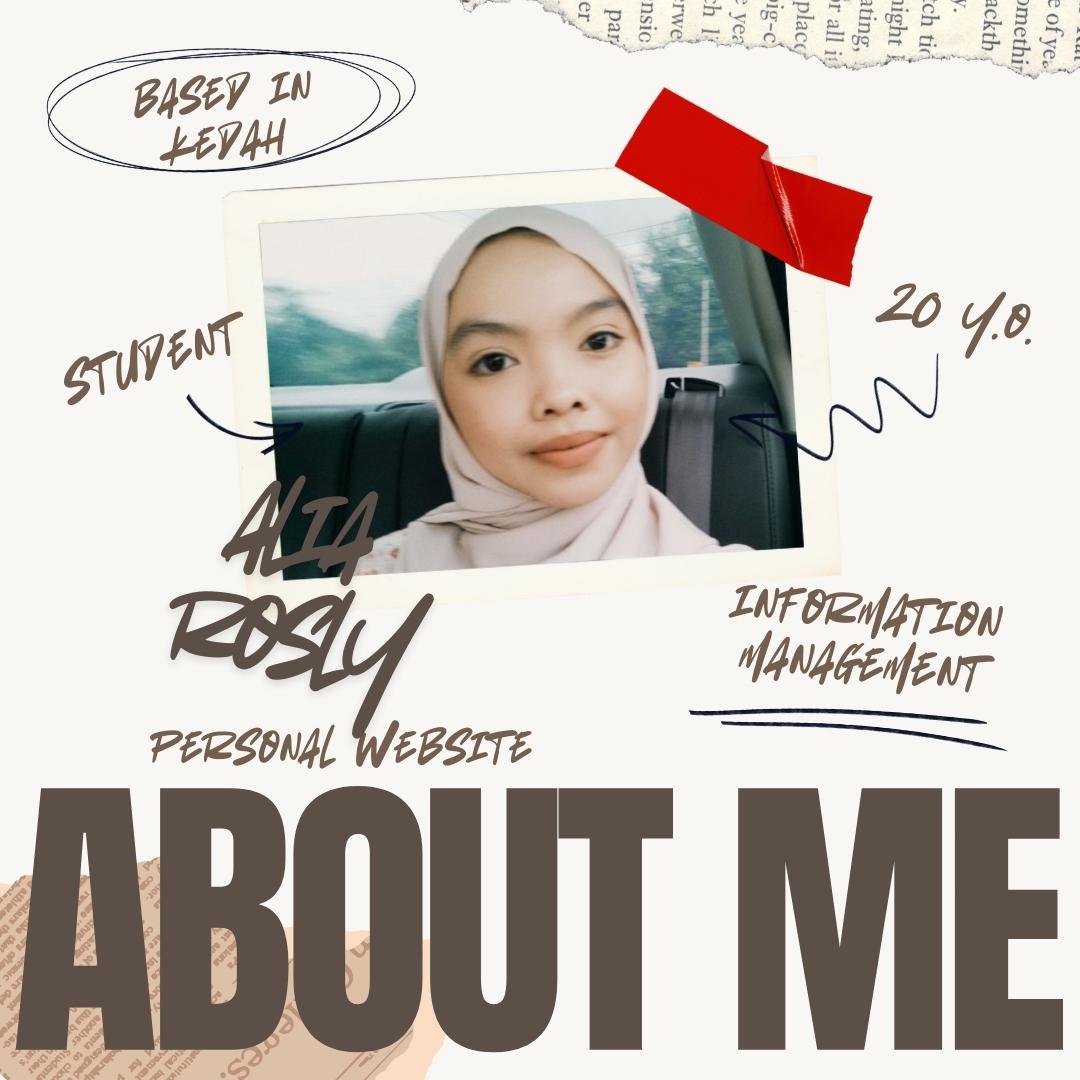 BASED IN
KEDAH
STUDENT
20 Y.O.
ALIA
ROSLY
INFORMATION
MANAGEMENT
PERSONAL WEBSITE
ABOUT ME